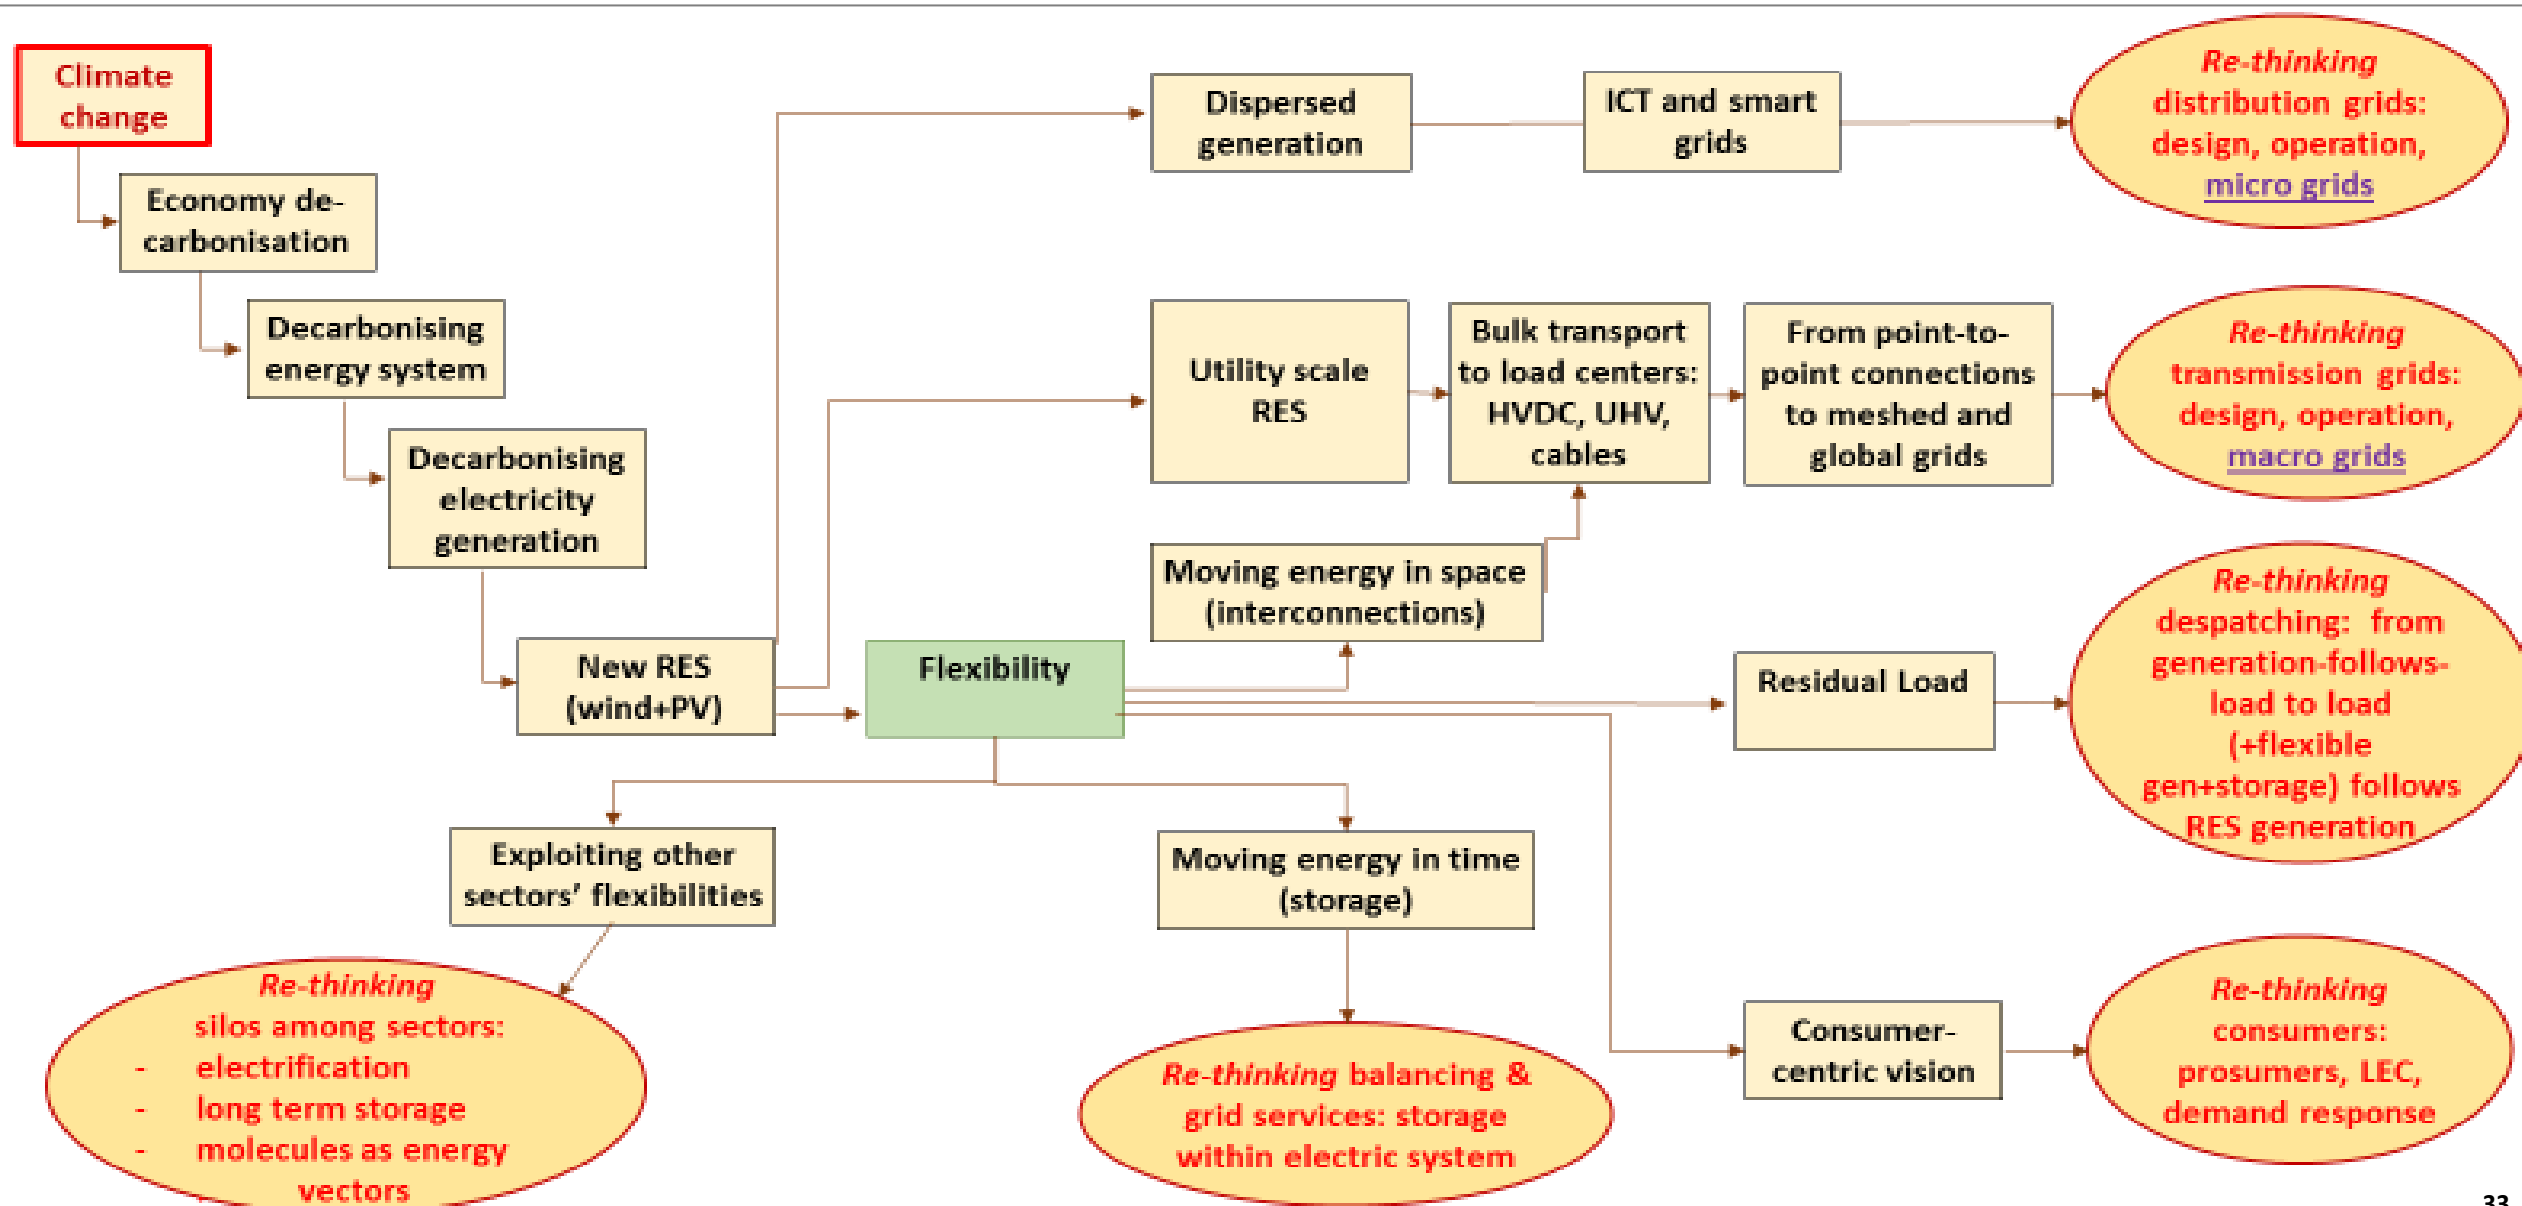 Climate
change
Economy de-
carbonisation
Decarbonising
energy system
Decarbonising
electricity
generation
New RES
(wind+PV)
Dispersed
generation
ICT and smart
grids
Re-thinking
distribution grids:
design, operation,
micro grids
Utility scale
RES
Bulk transport
to load centers:
HVDC, UHV,
cables
From point-to-
point connections
to meshed and
global grids
Re-thinking
transmission grids:
design, operation,
macro grids
Moving energy in space
(interconnections)
Flexibility
Residual Load
Re-thinking
despatching: from
generation-follows-
load to load
(+flexible
gen+storage) follows
RES generation
Exploiting other
sectors' flexibilities
Moving energy in time
(storage)
Re-thinking
silos among sectors:
- electrification
- long term storage
- molecules as energy
vectors
Re-thinking balancing &
grid services: storage
within electric system
Consumer-
centric vision
Re-thinking
consumers:
prosumers, LEC,
demand response
33